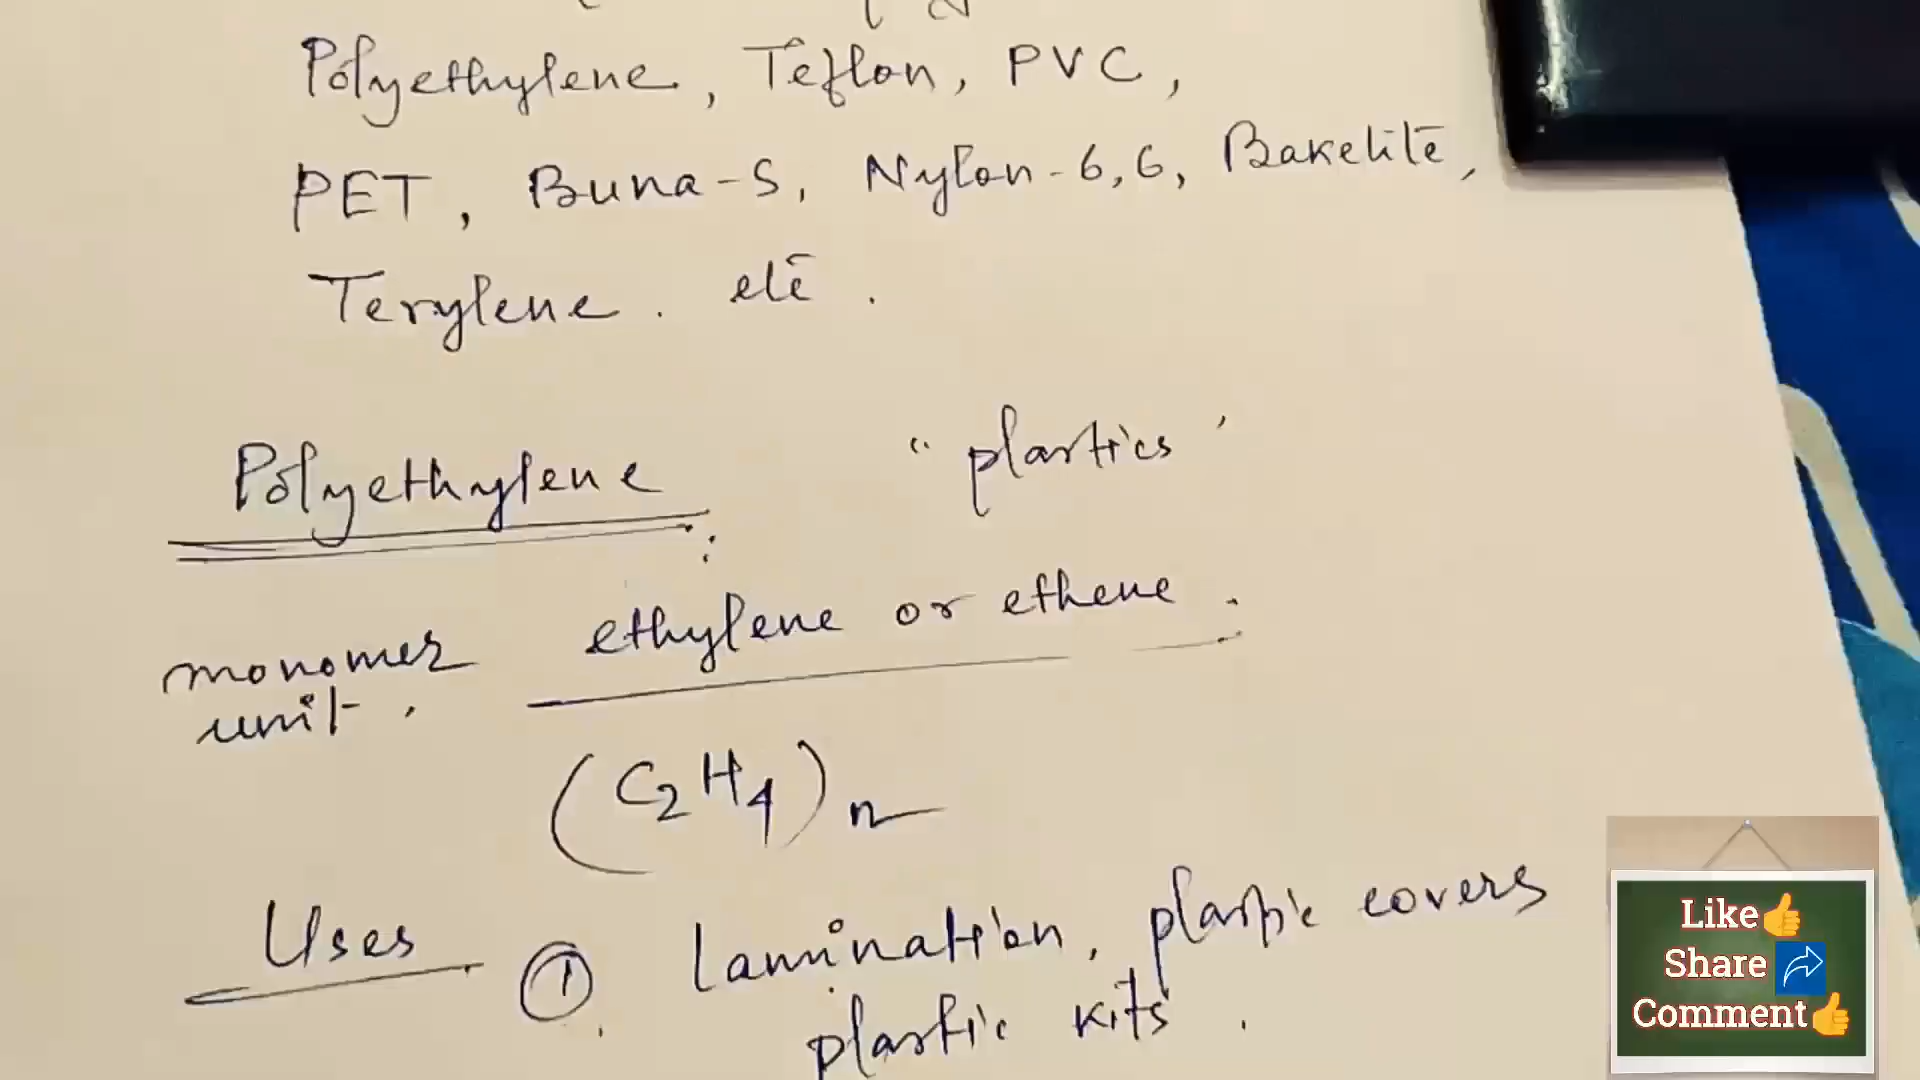 Polyethylene, Teflon, PVC,
PET, Buna-S, Nylon-6,6, Bakelite,
Terylene. etc.
Polyethylene: "plastics"
monomer unit. ethylene or ethene.
(C₂H₄)n
Uses ① Lamination, plastic covers
plastic kits.
Like👍
Share
Comment👍